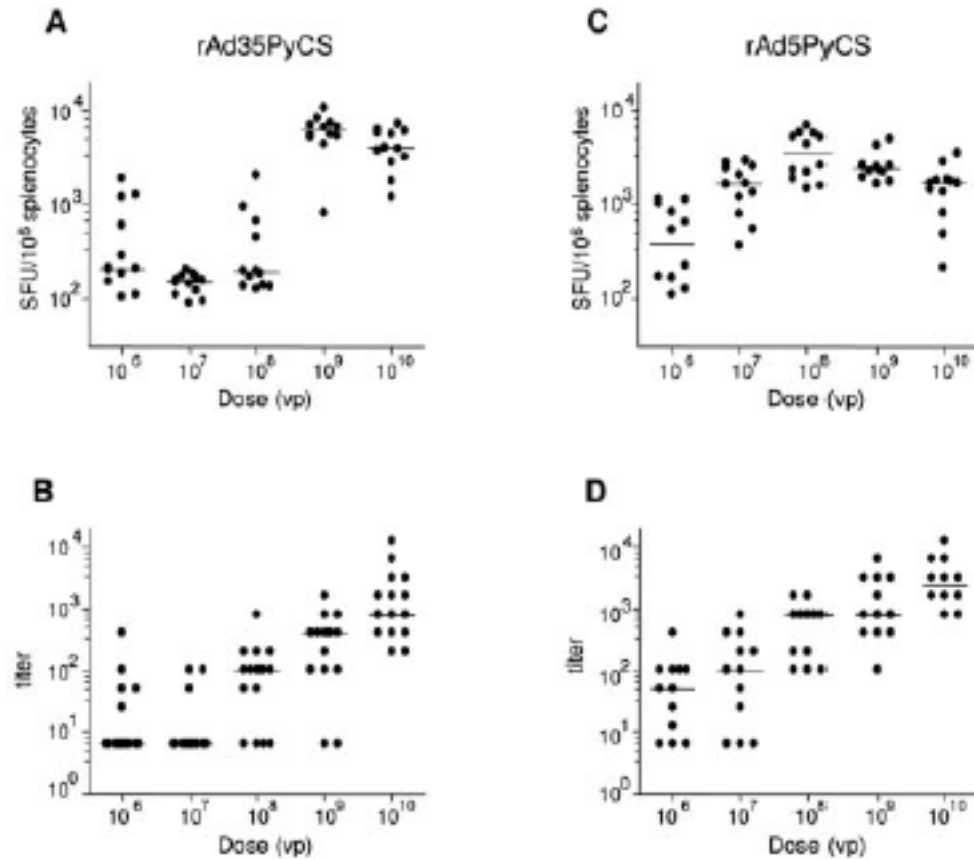 A
rAd35PyCS
SFU/10⁶ splenocytes
10⁴
10³
10²
10⁶ 10⁷ 10⁸ 10⁹ 10¹⁰
Dose (vp)
C
rAd5PyCS
SFU/10⁶ splenocytes
10⁴
10³
10²
10⁶ 10⁷ 10⁸ 10⁹ 10¹⁰
Dose (vp)
B
titer
10⁴
10³
10²
10¹
10⁰
10⁶ 10⁷ 10⁸ 10⁹ 10¹⁰
Dose (vp)
D
titer
10⁴
10³
10²
10¹
10⁰
10⁶ 10⁷ 10⁸ 10⁹ 10¹⁰
Dose (vp)